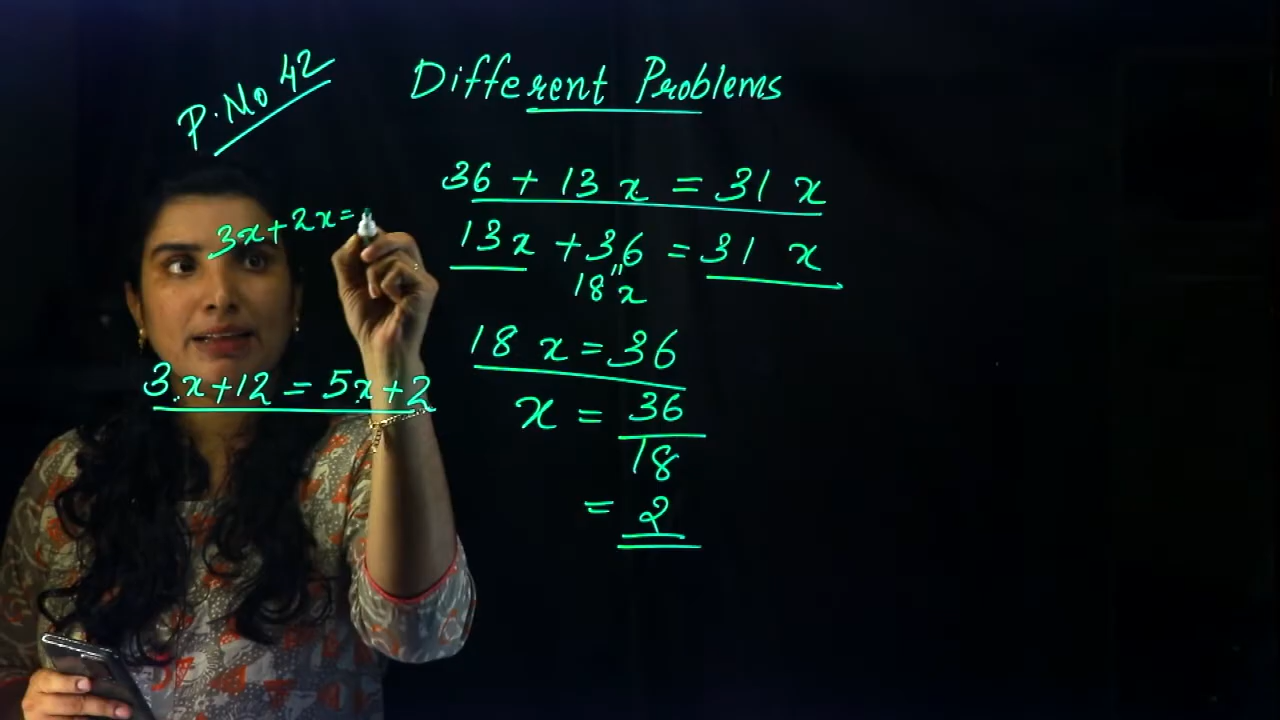 P.No 42
Different Problems
36 + 13 x = 31 x
3x+2x=
13x + 36 = 31 x
"
18 x
18 x = 36
3x+12 = 5x+2
x = 36
18
= 2